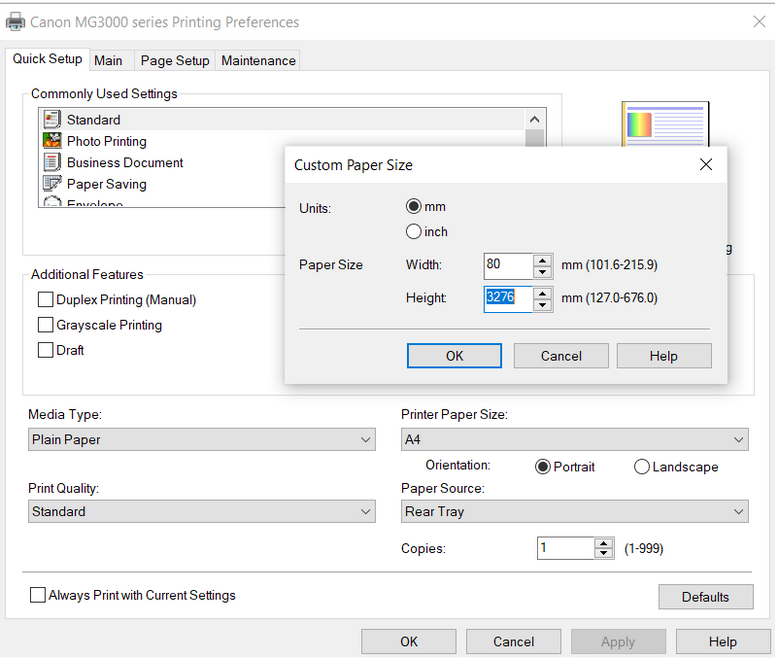 Canon MG3000 series Printing Preferences
Quick Setup Main Page Setup Maintenance
Commonly Used Settings
Standard
Photo Printing
Business Document
Paper Saving
Envelope
Custom Paper Size
Units:
mm
inch
Paper Size
Width:
80
mm (101.6-215.9)
Height:
3276
mm (127.0-676.0)
OK Cancel Help
g
Additional Features
Duplex Printing (Manual)
Grayscale Printing
Draft
Media Type:
Plain Paper
Printer Paper Size:
A4
Orientation:
Portrait
Landscape
Print Quality:
Standard
Paper Source:
Rear Tray
Copies:
1
(1-999)
Always Print with Current Settings
Defaults
OK Cancel Apply Help